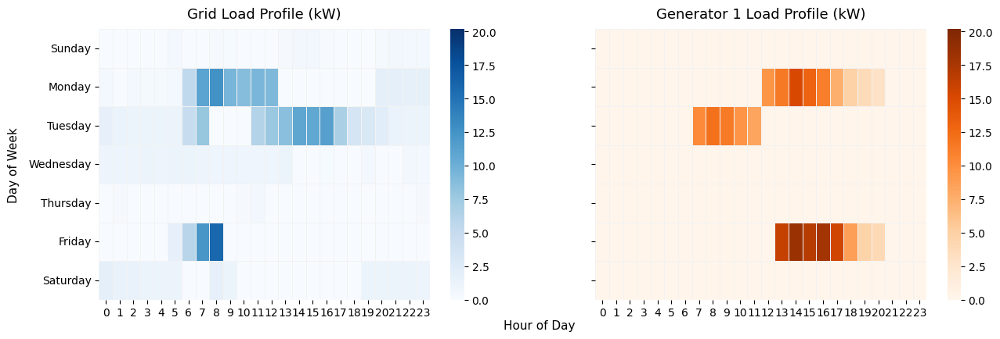 Grid Load Profile (kW)
Generator 1 Load Profile (kW)
Day of Week
Sunday
Monday
Tuesday
Wednesday
Thursday
Friday
Saturday
0 1 2 3 4 5 6 7 8 9 10 11 12 13 14 15 16 17 18 19 20 21 22 23
20.0
17.5
15.0
12.5
10.0
7.5
5.0
2.5
0.0
0 1 2 3 4 5 6 7 8 9 10 11 12 13 14 15 16 17 18 19 20 21 22 23
20.0
17.5
15.0
12.5
10.0
7.5
5.0
2.5
0.0
Hour of Day